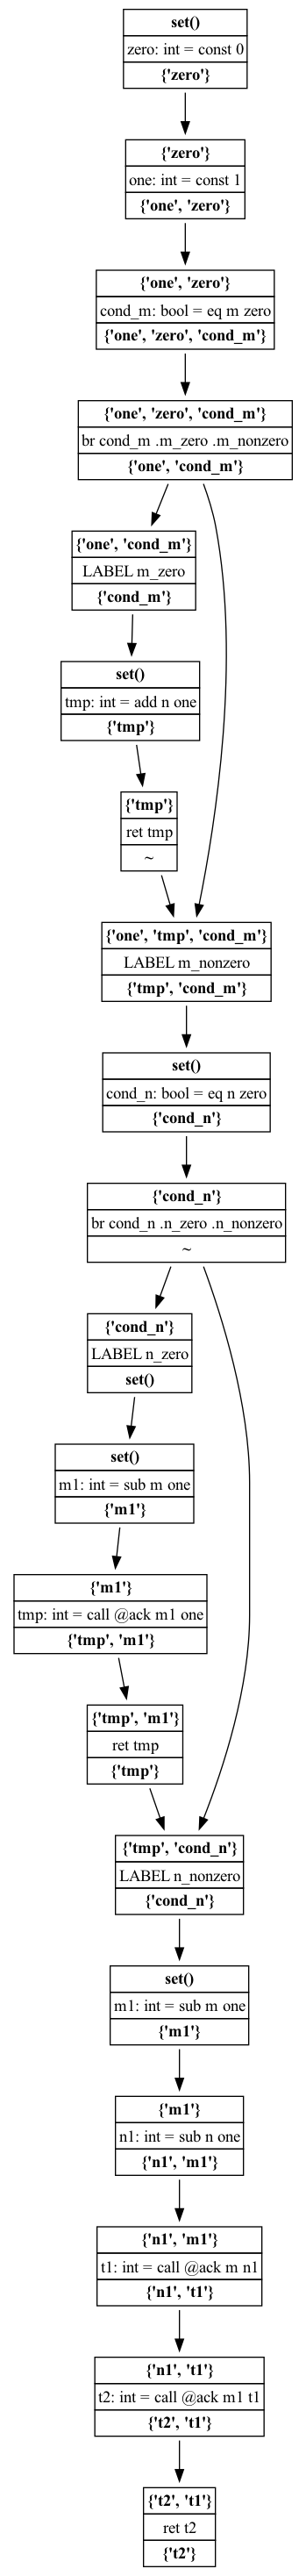 set()
zero: int = const 0
{'zero'}
{'zero'}
one: int = const 1
{'one', 'zero'}
{'one', 'zero'}
cond_m: bool = eq m zero
{'one', 'zero', 'cond_m'}
{'one', 'zero', 'cond_m'}
br cond_m .m_zero .m_nonzero
{'one', 'cond_m'}
{'one', 'cond_m'}
LABEL m_zero
{'cond_m'}
set()
tmp: int = add n one
{'tmp'}
{'tmp'}
ret tmp
~
{'one', 'tmp', 'cond_m'}
LABEL m_nonzero
{'tmp', 'cond_m'}
set()
cond_n: bool = eq n zero
{'cond_n'}
{'cond_n'}
br cond_n .n_zero .n_nonzero
~
{'cond_n'}
LABEL n_zero
set()
set()
m1: int = sub m one
{'m1'}
{'m1'}
tmp: int = call @ack m1 one
{'tmp', 'm1'}
{'tmp', 'm1'}
ret tmp
{'tmp'}
{'tmp', 'cond_n'}
LABEL n_nonzero
{'cond_n'}
set()
m1: int = sub m one
{'m1'}
{'m1'}
n1: int = sub n one
{'n1', 'm1'}
{'n1', 'm1'}
t1: int = call @ack m n1
{'n1', 't1'}
{'n1', 't1'}
t2: int = call @ack m1 t1
{'t2', 't1'}
{'t2', 't1'}
ret t2
{'t2'}